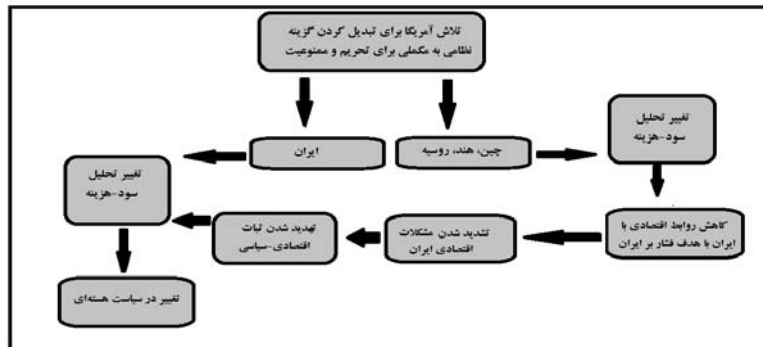 تلاش آمریکا برای تبدیل کردن گزینه
نظامی به مکملی برای تحریم و ممنوعیت
ایران
چین، هند، روسیه
تغییر تحلیل
سود-هزینه
کاهش روابط اقتصادی با
ایران با هدف فشار بر ایران
تشدید شدن مشکلات
اقتصادی ایران
تهدید شدن ثبات
اقتصادی-سیاسی
تغییر تحلیل
سود-هزینه
تغییر در سیاست هسته‌ای